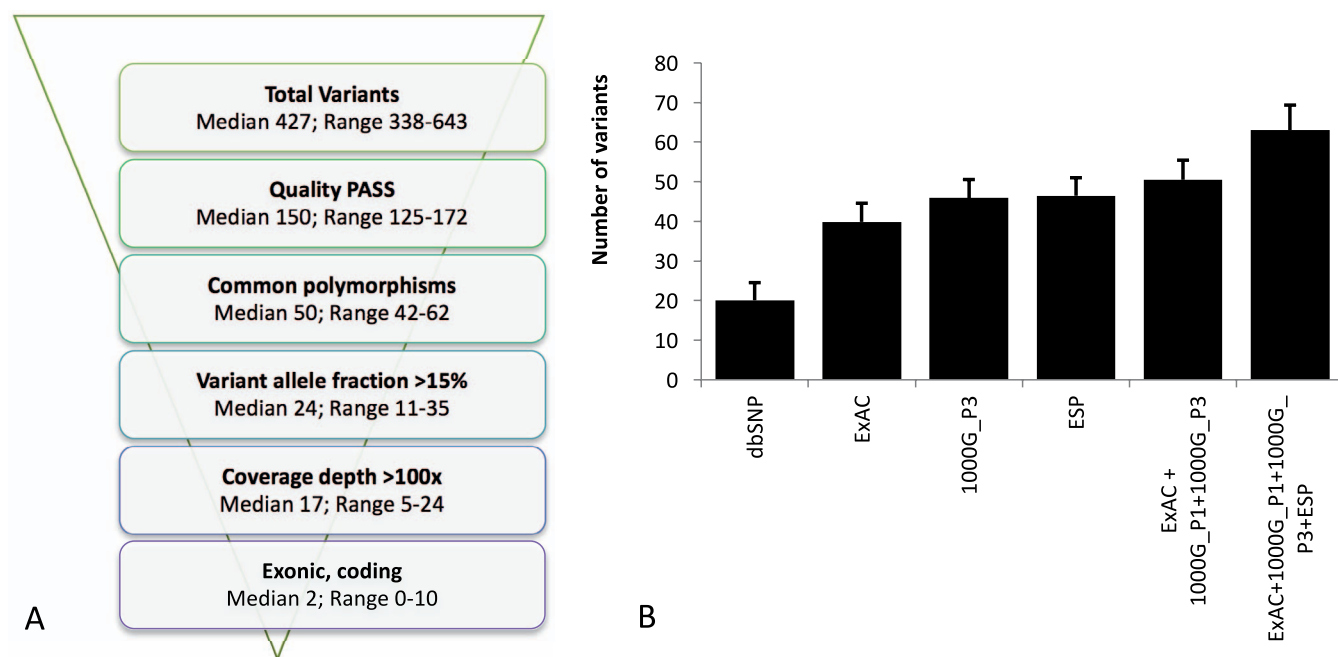 Total Variants
Median 427; Range 338-643
Quality PASS
Median 150; Range 125-172
Common polymorphisms
Median 50; Range 42-62
Variant allele fraction >15%
Median 24; Range 11-35
Coverage depth >100x
Median 17; Range 5-24
Exonic, coding
Median 2; Range 0-10
A
Number of variants
80
70
60
50
40
30
20
10
0
dbSNP
ExAC
1000G_P3
ESP
ExAC +
1000G_P1+1000G_P3
ExAC+1000G_P1+1000G_
P3+ESP
B